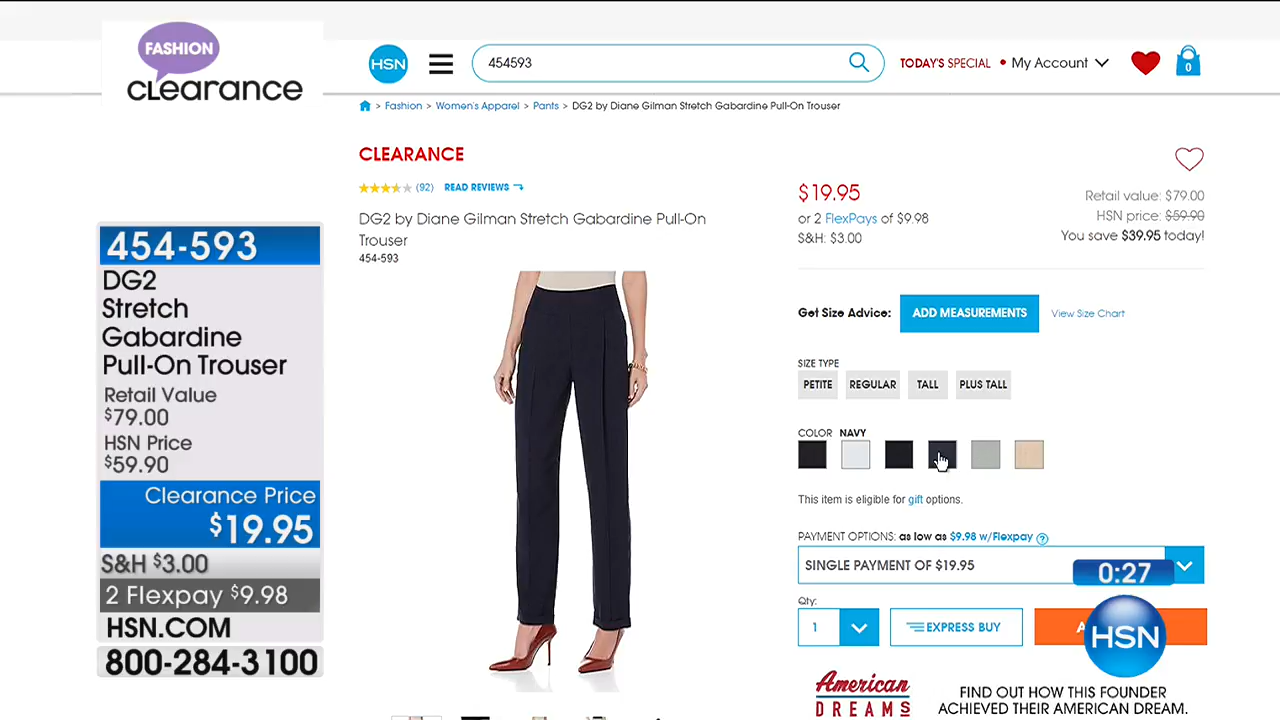 FASHION
cLearance
HSN
454593
TODAY'S SPECIAL • My Account
0
> Fashion > Women's Apparel > Pants > DG2 by Diane Gilman Stretch Gabardine Pull-On Trouser
CLEARANCE
(92) READ REVIEWS
DG2 by Diane Gilman Stretch Gabardine Pull-On
Trouser
454-593
$19.95
or 2 FlexPays of $9.98
S&H: $3.00
Retail value: $79.00
HSN price: $59.90
You save $39.95 today!
Get Size Advice: ADD MEASUREMENTS View Size Chart
SIZE TYPE
PETITE REGULAR TALL PLUS TALL
COLOR NAVY
This item is eligible for gift options.
PAYMENT OPTIONS: as low as $9.98 w/Flexpay ?
SINGLE PAYMENT OF $19.95
0:27
Qty:
1 EXPRESS BUY A
HSN
American
DREAMS
FIND OUT HOW THIS FOUNDER
ACHIEVED THEIR AMERICAN DREAM.
454-593
DG2
Stretch
Gabardine
Pull-On Trouser
Retail Value
$79.00
HSN Price
$59.90
Clearance Price
$19.95
S&H $3.00
2 Flexpay $9.98
HSN.COM
800-284-3100